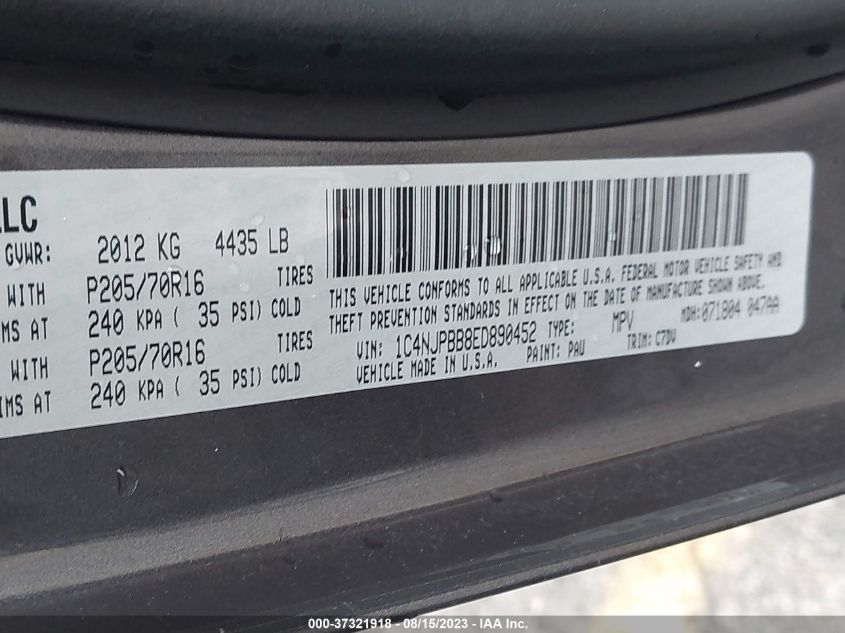 LLC
GVWR: 2012 KG 4435 LB
WITH P205/70R16 TIRES
IMS AT 240 KPA ( 35 PSI) COLD
WITH P205/70R16 TIRES
IMS AT 240 KPA ( 35 PSI) COLD
THIS VEHICLE CONFORMS TO ALL APPLICABLE U.S.A. FEDERAL MOTOR VEHICLE SAFETY AND
THEFT PREVENTION STANDARDS IN EFFECT ON THE DATE OF MANUFACTURE SHOWN ABOVE.
MDH: 071804 047AA
VIN: 1C4NJPBB8ED890452 TYPE: MPV
VEHICLE MADE IN U.S.A. PAINT: PAU TRIM: C7DV
000-37321918 - 08/15/2023 - IAA Inc.